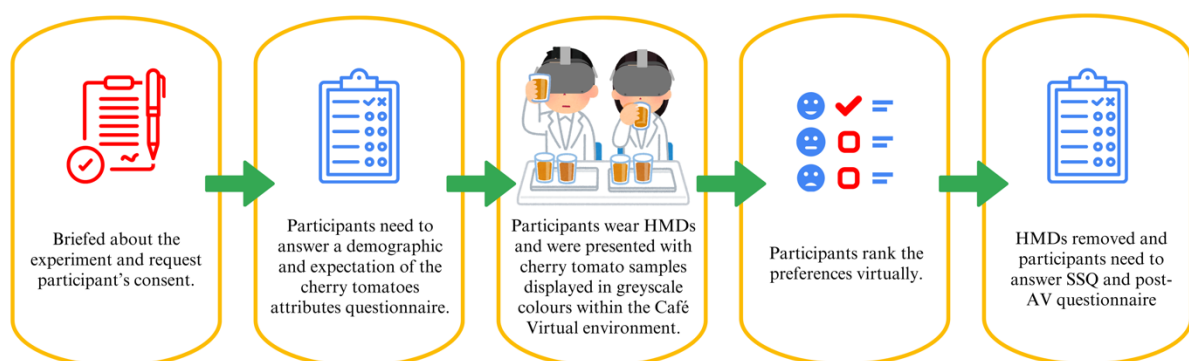 Briefed about the
experiment and request
participant's consent.
Participants need to
answer a demographic
and expectation of the
cherry tomatoes
attributes questionnaire.
Participants wear HMDs
and were presented with
cherry tomato samples
displayed in greyscale
colours within the Café
Virtual environment.
Participants rank the
preferences virtually.
HMDs removed and
participants need to
answer SSQ and post-
AV questionnaire